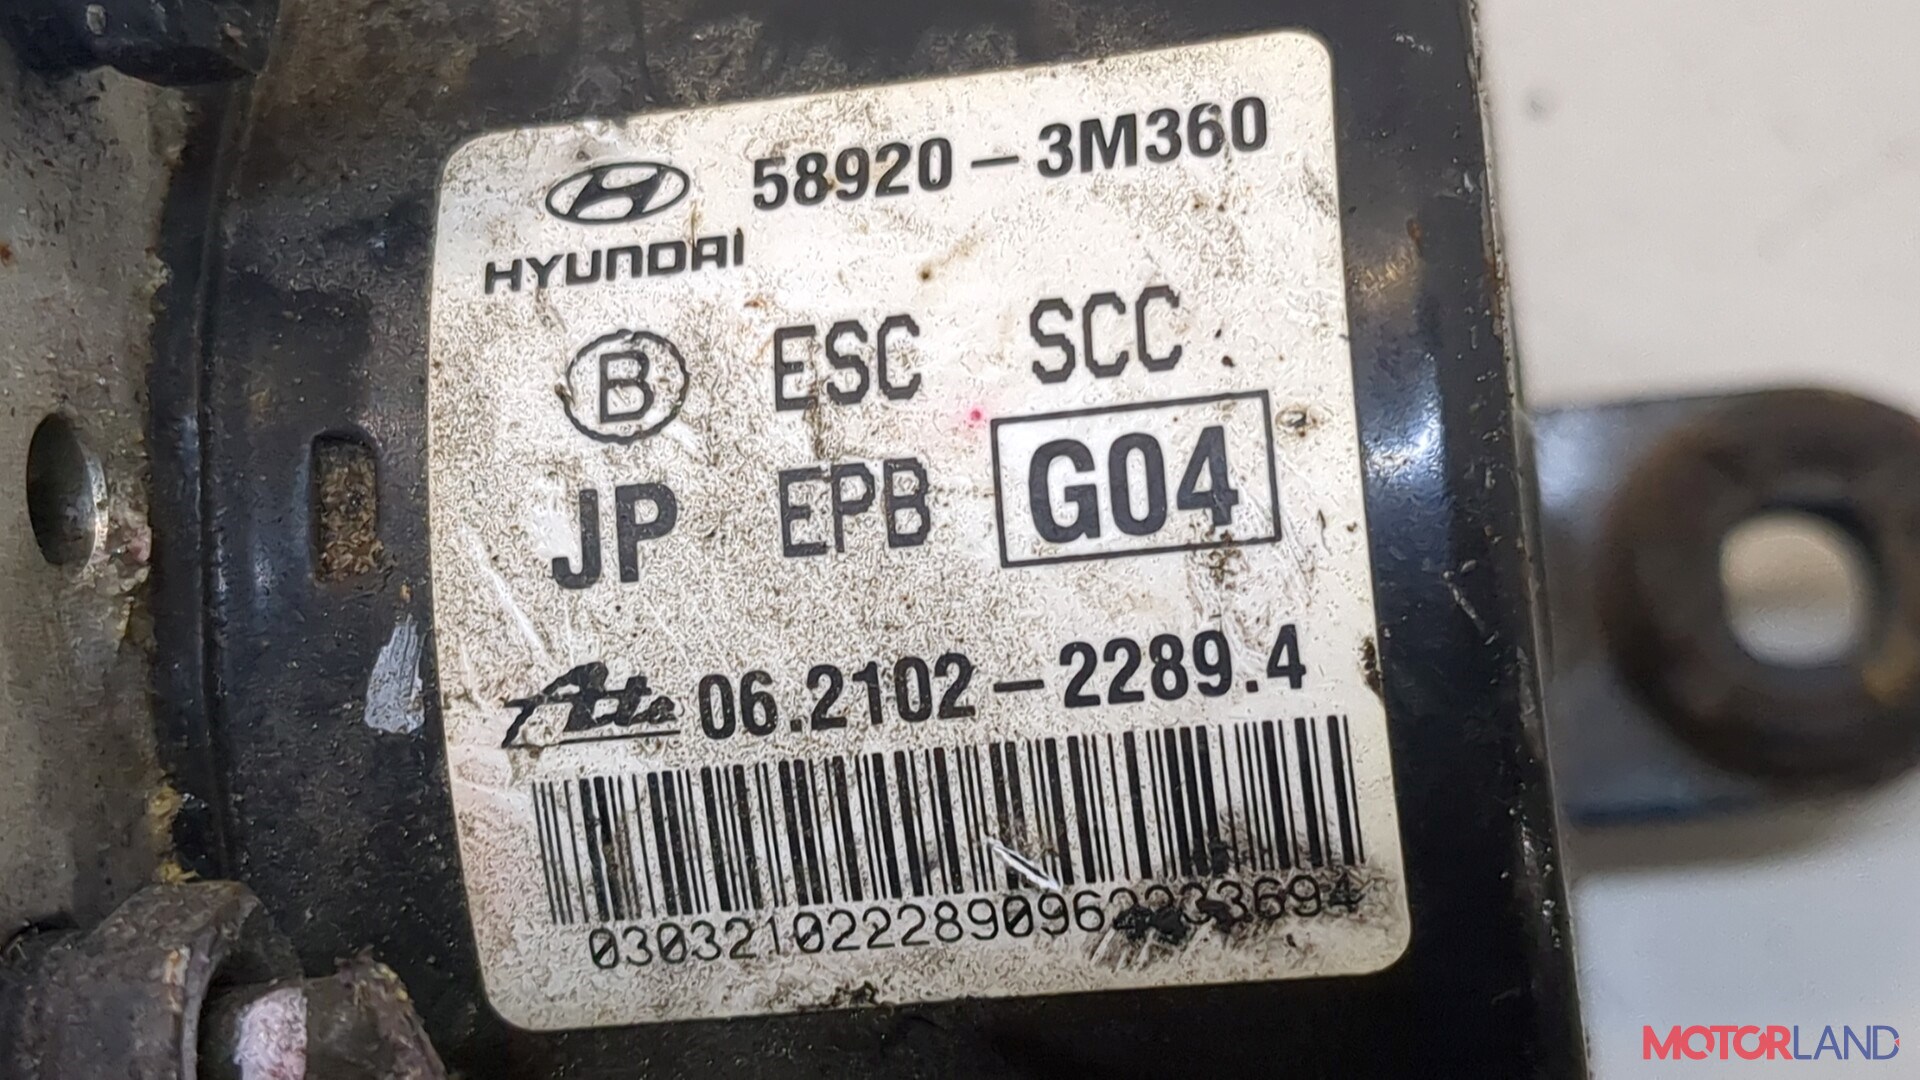 58920-3M360
HYUNDAI
B ESC SCC
JP EPB G04
Ate 06.2102-2289.4
MOTORLAND